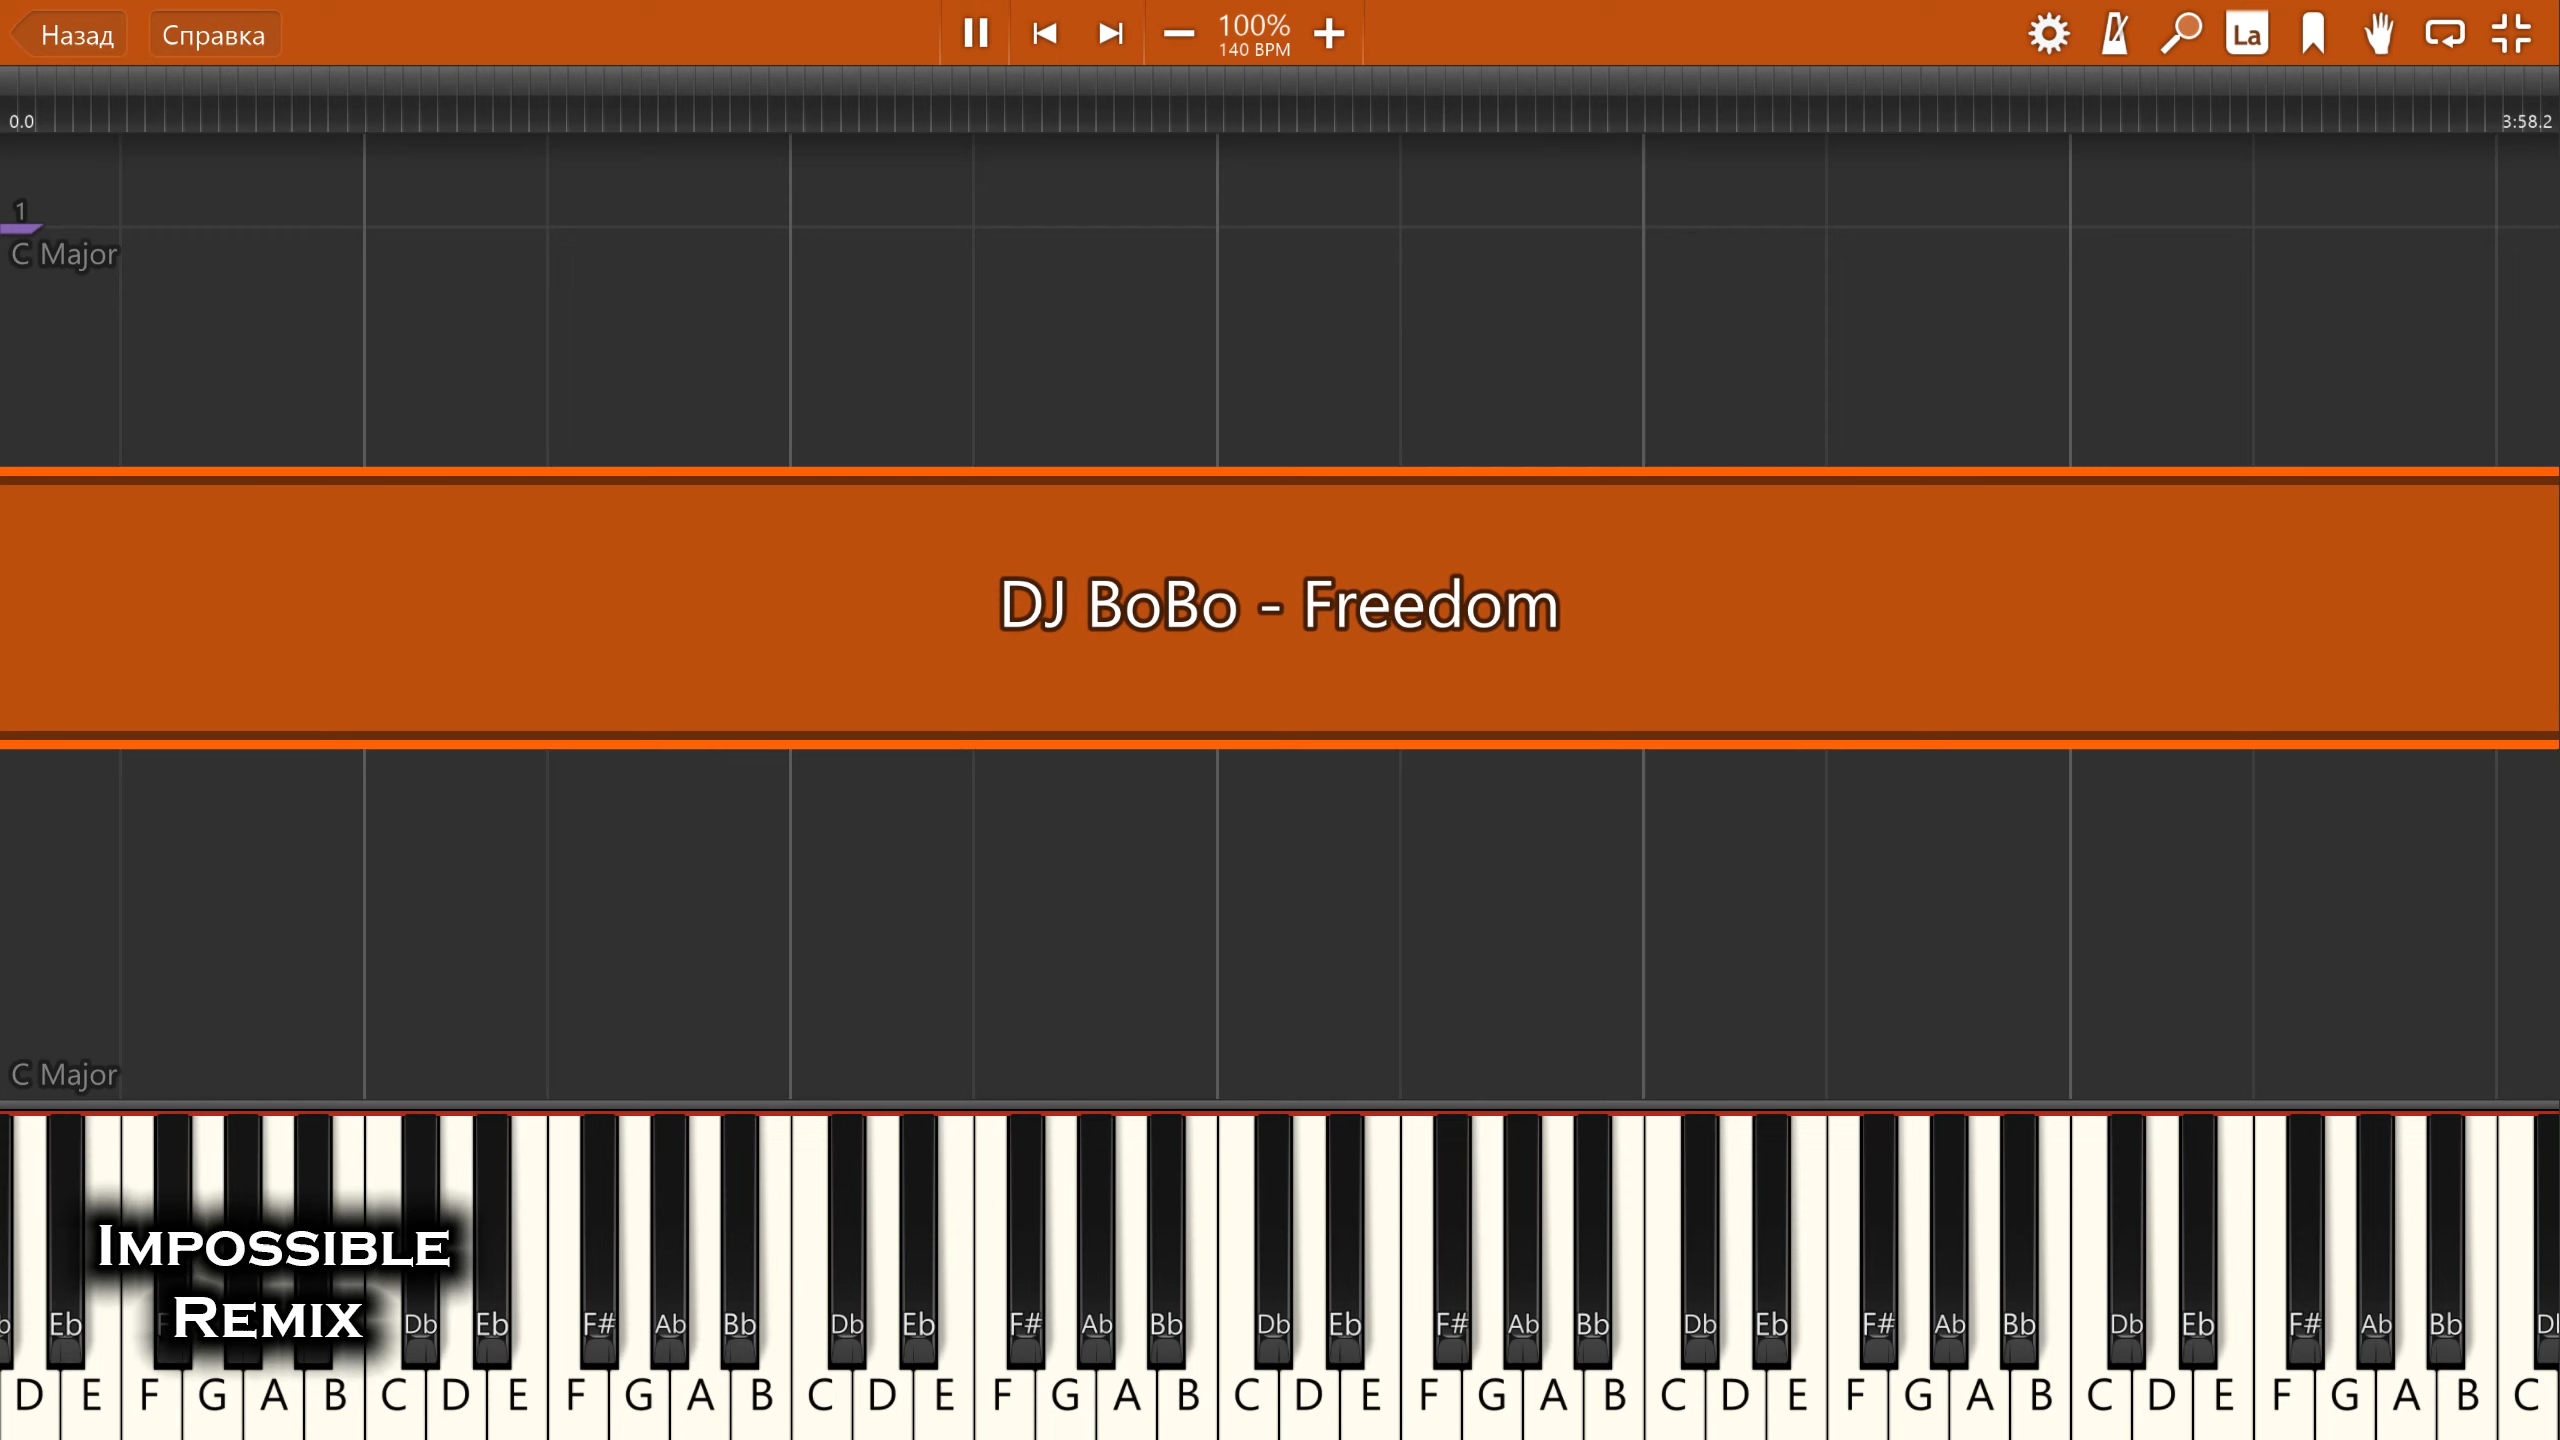 Назад Справка 100% La
140 BPM
0.0 3:58.2
1
C Major
DJ BoBo - Freedom
C Major
Impossible
Remix
Eb Db Eb F# Ab Bb Db Eb F# Ab Bb Db Eb F# Ab Bb Db Eb F# Ab Bb Db Eb F# Ab Bb
D E F G A B C D E F G A B C D E F G A B C D E F G A B C D E F G A B C D E F G A B C